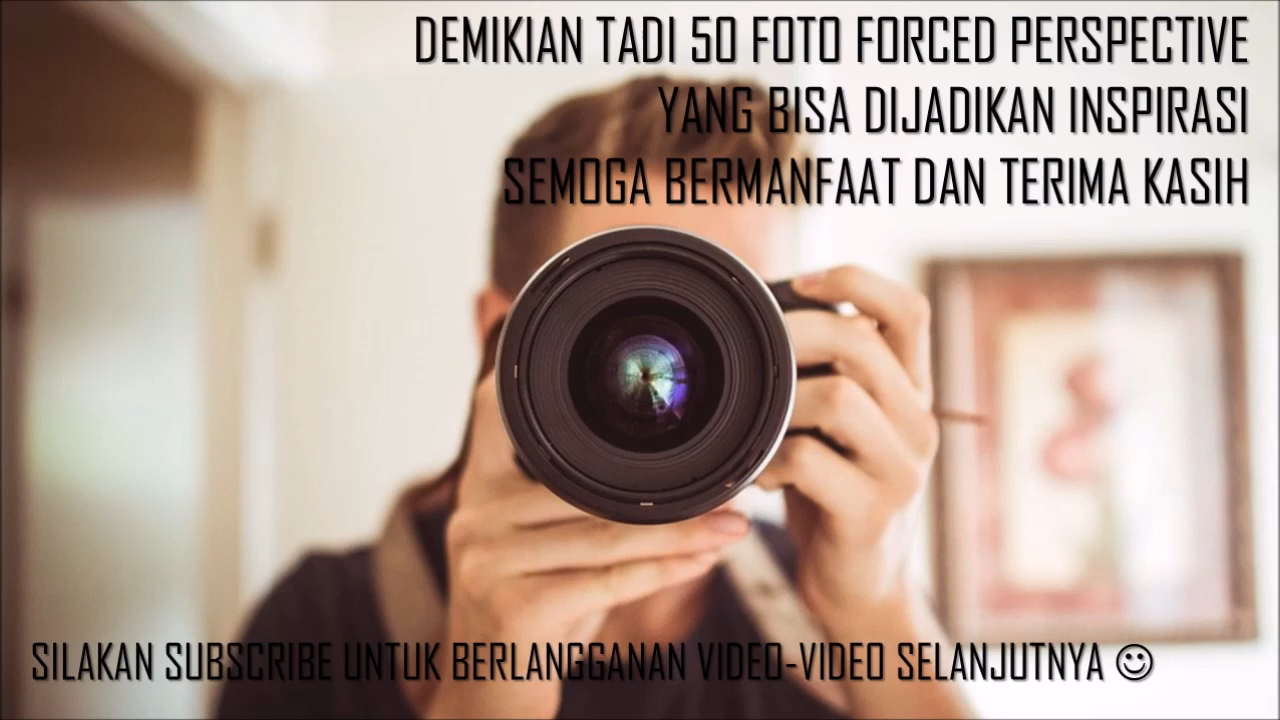 DEMIKIAN TADI 50 FOTO FORCED PERSPECTIVE
YANG BISA DIJADIKAN INSPIRASI
SEMOGA BERMANFAAT DAN TERIMA KASIH
SILAKAN SUBSCRIBE UNTUK BERLANGGANAN VIDEO-VIDEO SELANJUTNYA ☺